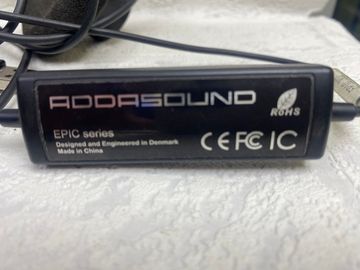 ADDASOUND
RoHS
EPIC series
Designed and Engineered in Denmark
Made in China
CE FC IC